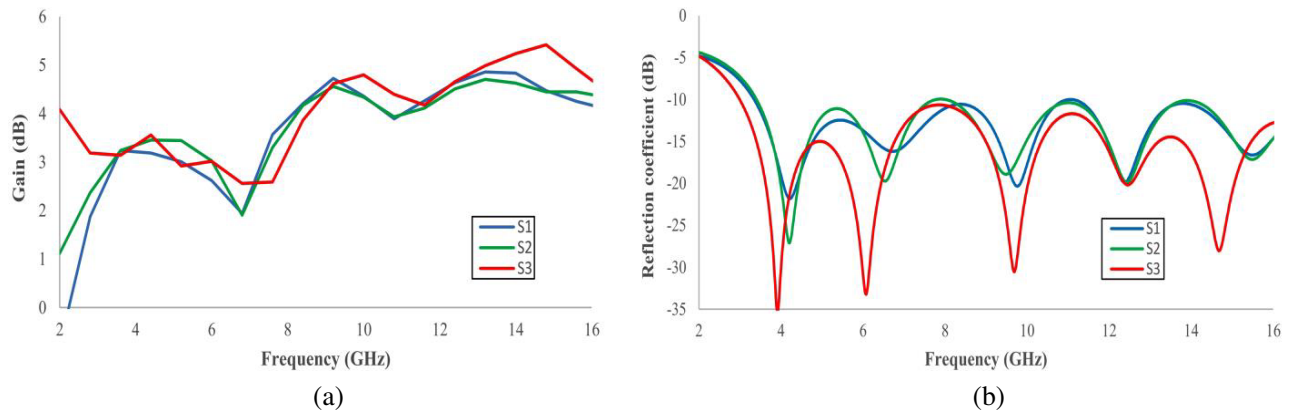 6
5
4
3
2
1
0
Gain (dB)
S1
S2
S3
2 4 6 8 10 12 14 16
Frequency (GHz)
(a)
0
-5
-10
-15
-20
-25
-30
-35
Reflection coefficient (dB)
S1
S2
S3
2 4 6 8 10 12 14 16
Frequency (GHz)
(b)